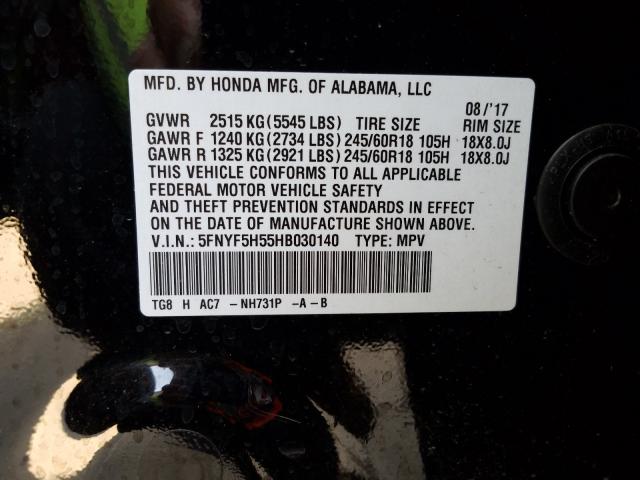 MFD. BY HONDA MFG. OF ALABAMA, LLC
08/'17
GVWR 2515 KG(5545 LBS) TIRE SIZE RIM SIZE
GAWR F 1240 KG(2734 LBS)245/60R18 105H 18X8.0J
GAWR R 1325 KG(2921 LBS)245/60R18 105H 18X8.0J
THIS VEHICLE CONFORMS TO ALL APPLICABLE
FEDERAL MOTOR VEHICLE SAFETY
AND THEFT PREVENTION STANDARDS IN EFFECT
ON THE DATE OF MANUFACTURE SHOWN ABOVE.
V.I.N.: 5FNYF5H55HB030140 TYPE: MPV
TG8 H AC7 -NH731P -A-B